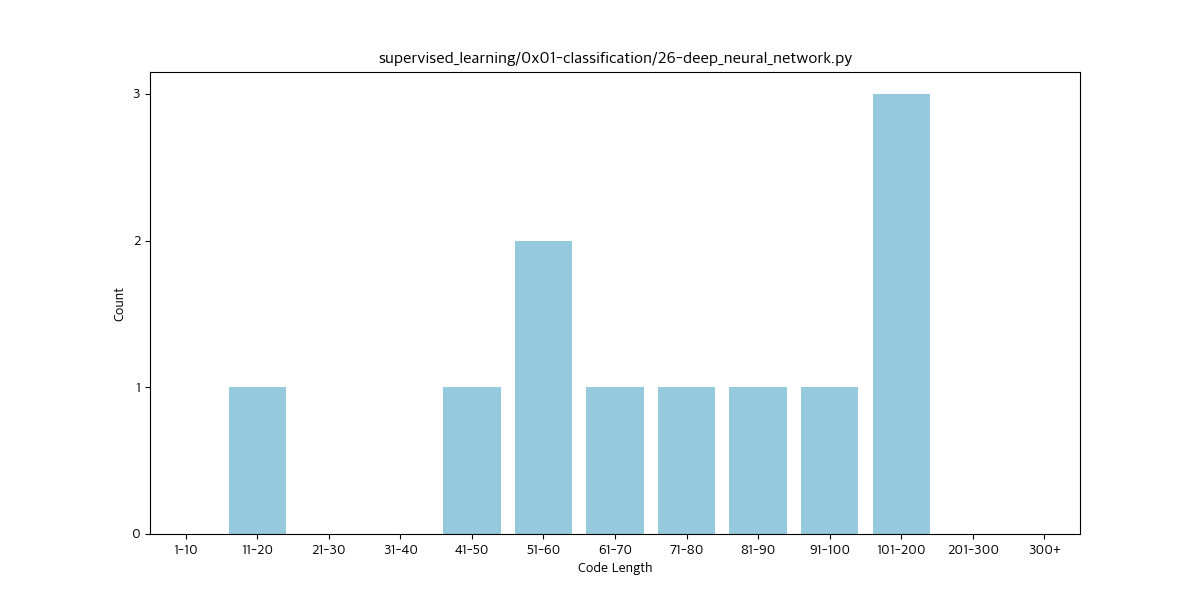 supervised_learning/0x01-classification/26-deep_neural_network.py
3
2
1
0
Count
1-10 11-20 21-30 31-40 41-50 51-60 61-70 71-80 81-90 91-100 101-200 201-300 300+
Code Length